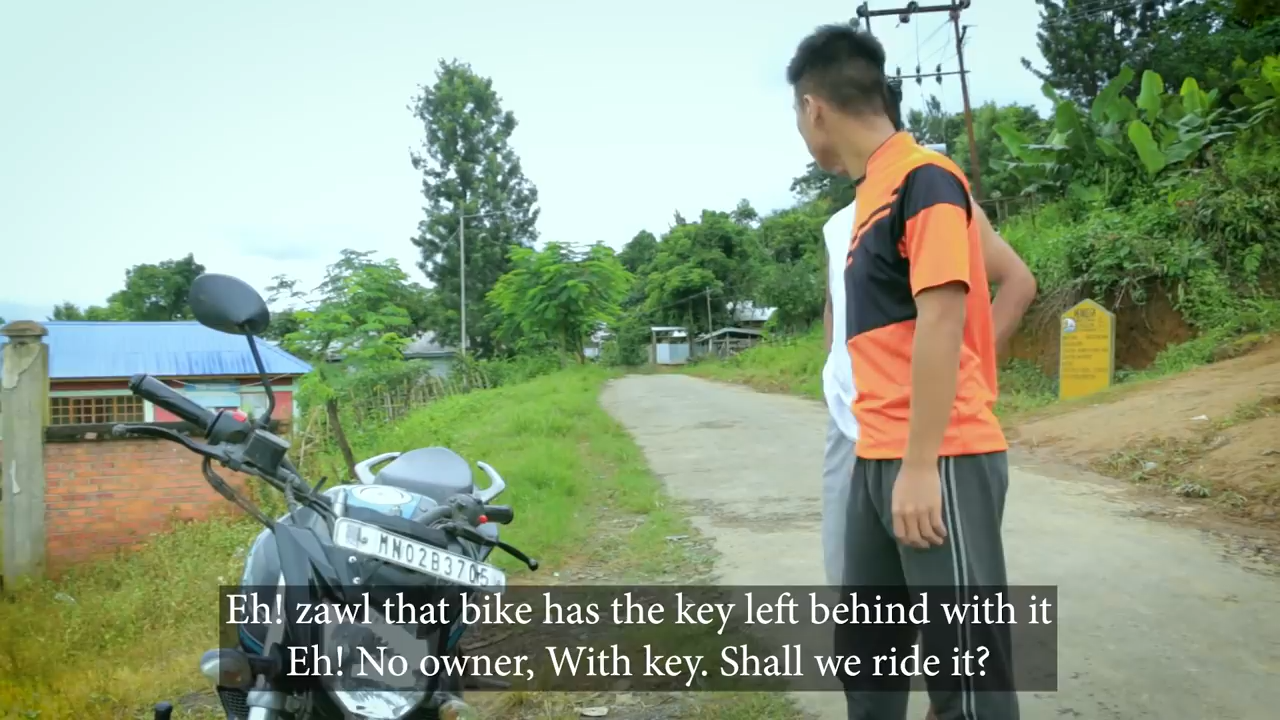 MN02B3705
Eh! zawl that bike has the key left behind with it
Eh! No owner, With key. Shall we ride it?